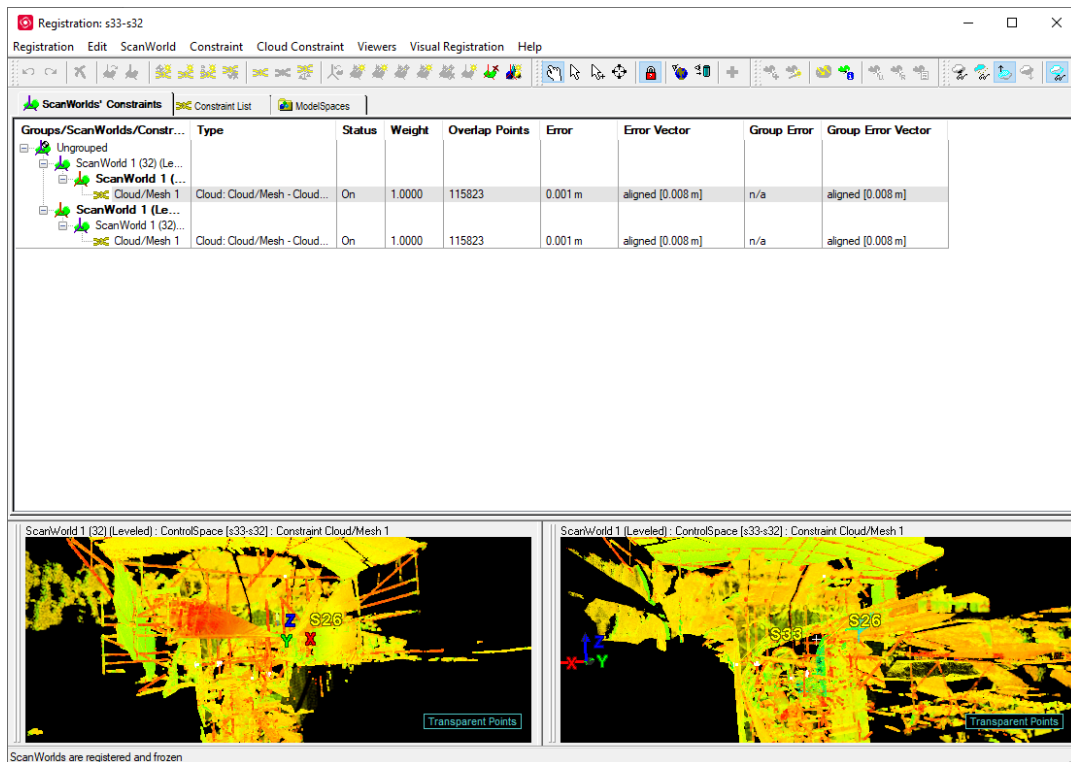 Registration: s33-s32
Registration Edit ScanWorld Constraint Cloud Constraint Viewers Visual Registration Help
ScanWorlds' Constraints Constraint List ModelSpaces
Groups/ScanWorlds/Constr... Type Status Weight Overlap Points Error Error Vector Group Error Group Error Vector
Ungrouped
ScanWorld 1 (32) (Le...
ScanWorld 1 (...
Cloud/Mesh 1 Cloud: Cloud/Mesh - Cloud... On 1.0000 115823 0.001 m aligned [0.008 m] n/a aligned [0.008 m]
ScanWorld 1 (Le...
ScanWorld 1 (32)...
Cloud/Mesh 1 Cloud: Cloud/Mesh - Cloud... On 1.0000 115823 0.001 m aligned [0.008 m] n/a aligned [0.008 m]
ScanWorld 1 (32) (Leveled) : ControlSpace [s33-s32] : Constraint Cloud/Mesh 1
Z S26
Y X
Transparent Points
ScanWorld 1 (Leveled) : ControlSpace [s33-s32] : Constraint Cloud/Mesh 1
S26
S33
Z
X Y
Transparent Points
ScanWorlds are registered and frozen